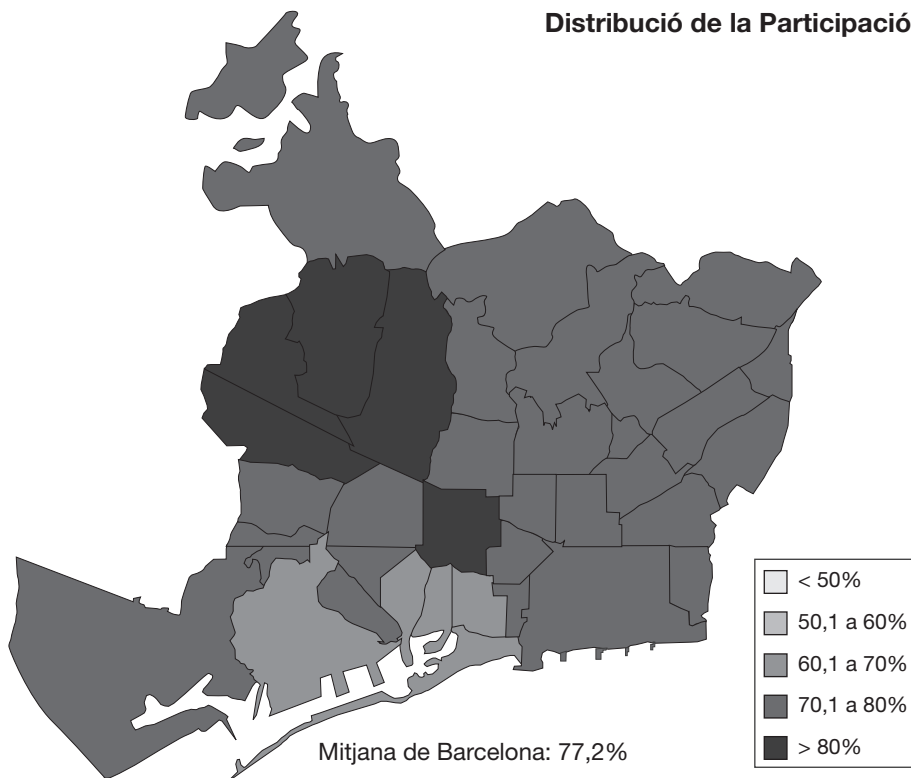 Distribució de la Participació
< 50%
50,1 a 60%
60,1 a 70%
70,1 a 80%
> 80%
Mitjana de Barcelona: 77,2%